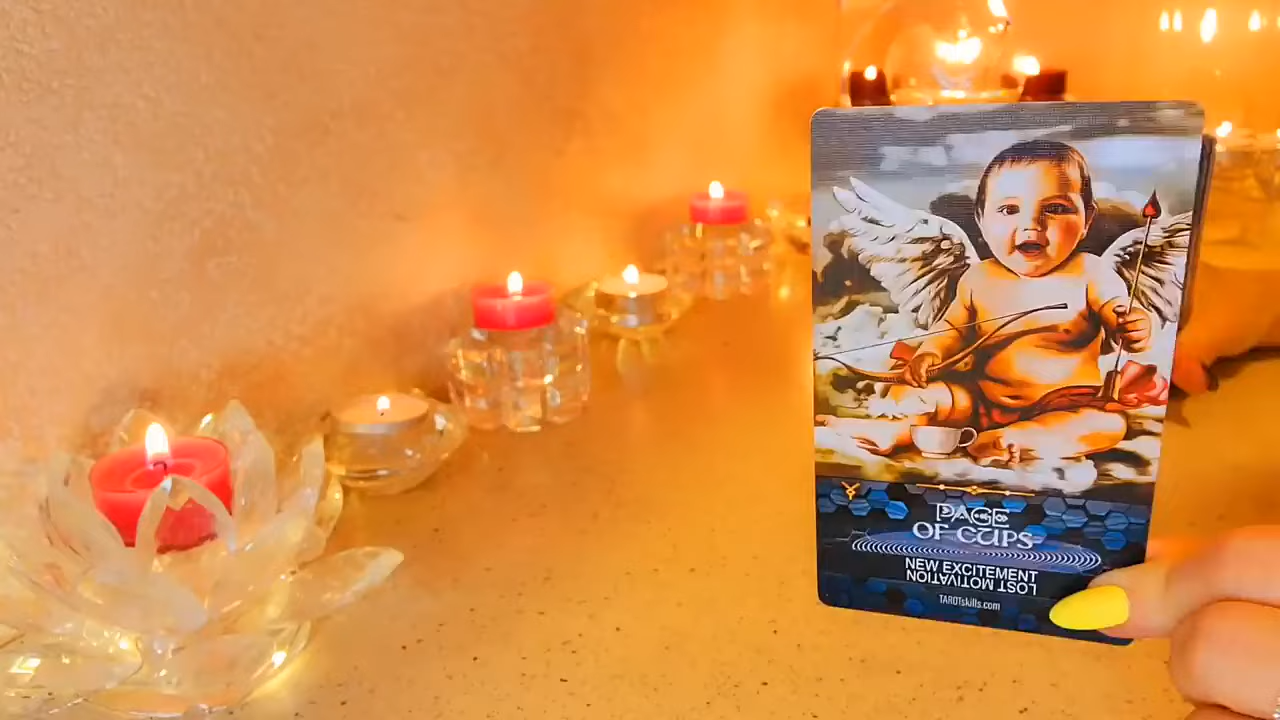 PAGE
OF CUPS
NEW EXCITEMENT
LOST MOTIVATION
TAROTskills.com